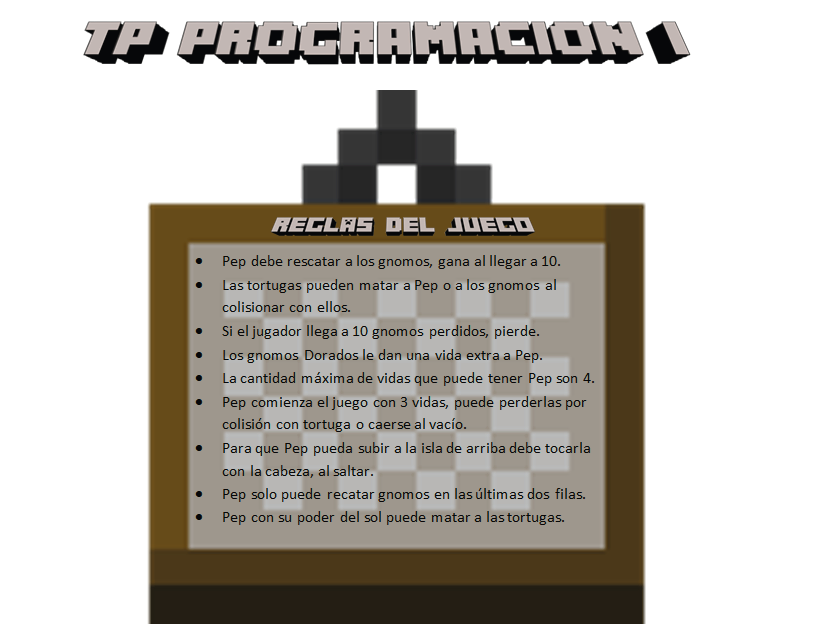 TP PROGRAMACION I
REGLAS DEL JUEGO
• Pep debe rescatar a los gnomos, gana al llegar a 10.
• Las tortugas pueden matar a Pep o a los gnomos al
colisionar con ellos.
• Si el jugador llega a 10 gnomos perdidos, pierde.
• Los gnomos Dorados le dan una vida extra a Pep.
• La cantidad máxima de vidas que puede tener Pep son 4.
• Pep comienza el juego con 3 vidas, puede perderlas por
colisión con tortuga o caerse al vacío.
• Para que Pep pueda subir a la isla de arriba debe tocarla
con la cabeza, al saltar.
• Pep solo puede recatar gnomos en las últimas dos filas.
• Pep con su poder del sol puede matar a las tortugas.